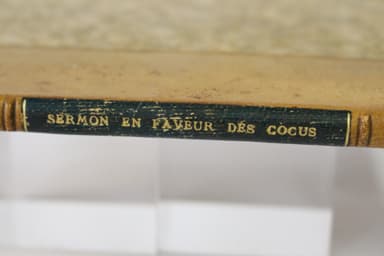 SERMON EN FAVEUR DES COCUS